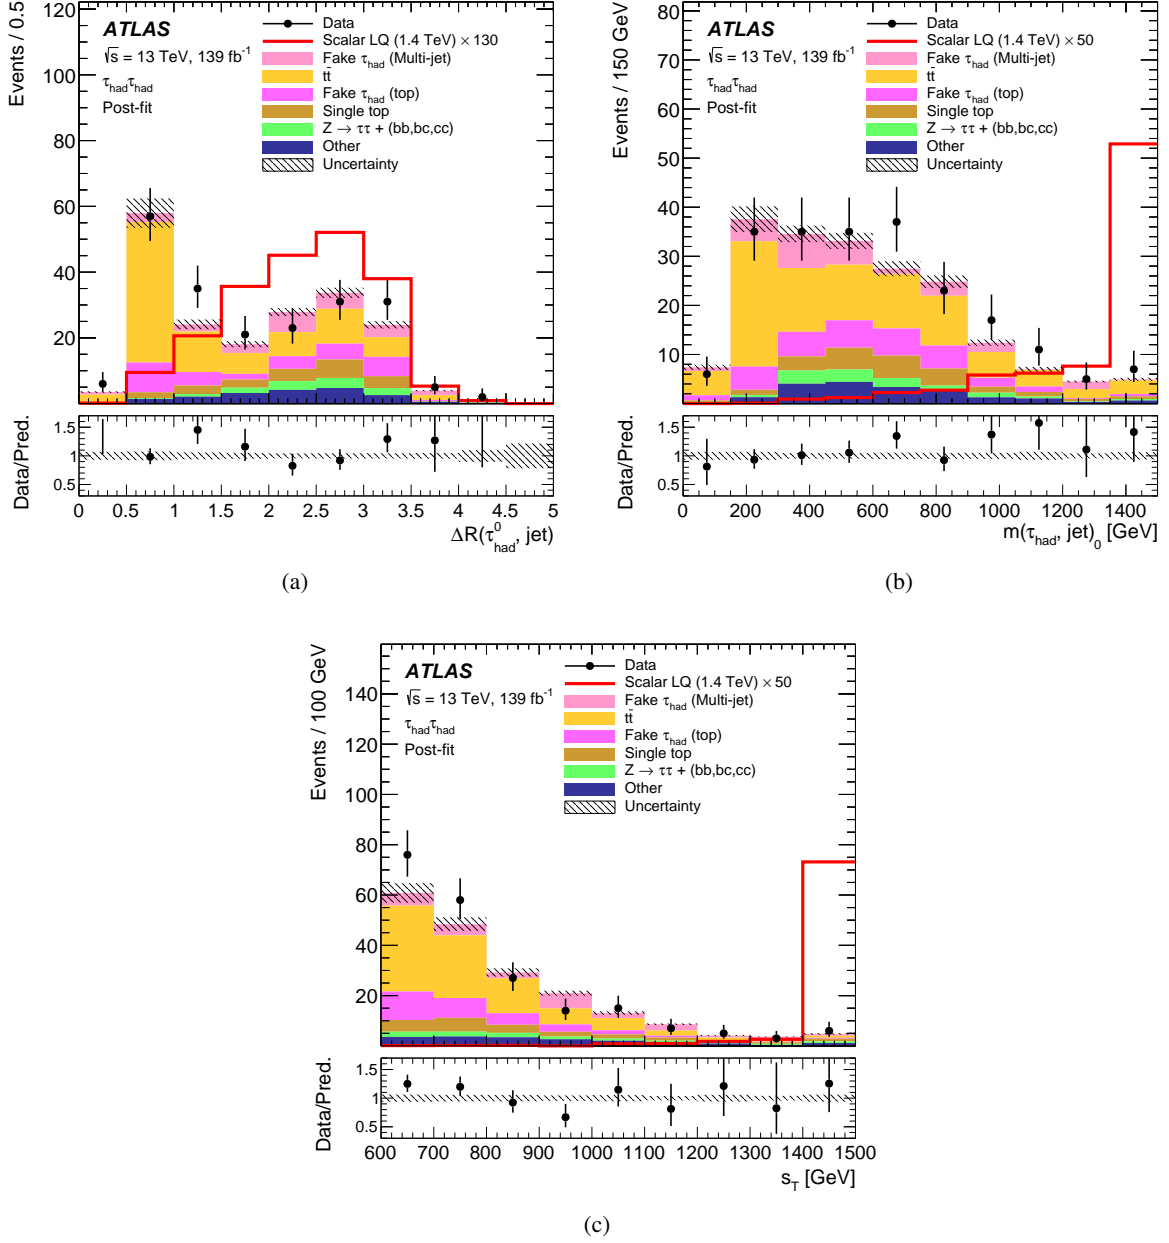 Events / 0.5
120
100
80
60
40
20
ATLAS
√s = 13 TeV, 139 fb⁻¹
τhadτhad
Post-fit
Data
Scalar LQ (1.4 TeV) × 130
Fake τhad (Multi-jet)
tt̄
Fake τhad (top)
Single top
Z → ττ + (bb,bc,cc)
Other
Uncertainty
Data/Pred.
1.5
1
0.5
0 0.5 1 1.5 2 2.5 3 3.5 4 4.5 5
ΔR(τ⁰had, jet)
(a)
Events / 150 GeV
80
70
60
50
40
30
20
10
ATLAS
√s = 13 TeV, 139 fb⁻¹
τhadτhad
Post-fit
Data
Scalar LQ (1.4 TeV) × 50
Fake τhad (Multi-jet)
tt̄
Fake τhad (top)
Single top
Z → ττ + (bb,bc,cc)
Other
Uncertainty
Data/Pred.
1.5
1
0.5
0 200 400 600 800 1000 1200 1400
m(τhad, jet)₀ [GeV]
(b)
Events / 100 GeV
140
120
100
80
60
40
20
ATLAS
√s = 13 TeV, 139 fb⁻¹
τhadτhad
Post-fit
Data
Scalar LQ (1.4 TeV) × 50
Fake τhad (Multi-jet)
tt̄
Fake τhad (top)
Single top
Z → ττ + (bb,bc,cc)
Other
Uncertainty
Data/Pred.
1.5
1
0.5
600 700 800 900 1000 1100 1200 1300 1400 1500
sT [GeV]
(c)